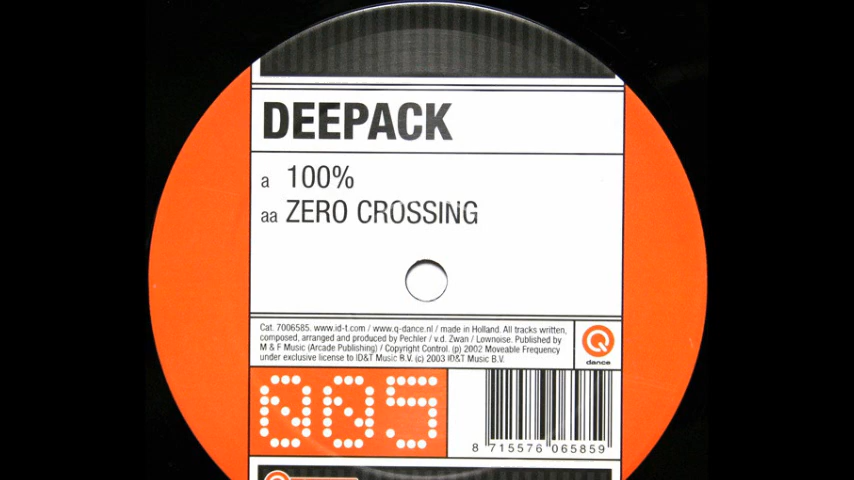 DEEPACK
a 100%
aa ZERO CROSSING
Cat. 7006585. www.id-t.com / www.q-dance.nl / made in Holland. All tracks written,
composed, arranged and produced by Pechler / v.d. Zwan / Lownoise. Published by
M & F Music (Arcade Publishing) / Copyright Control. (p) 2002 Moveable Frequency
under exclusive license to ID&T Music B.V. (c) 2003 ID&T Music B.V.
dance
005
8 715576 065859